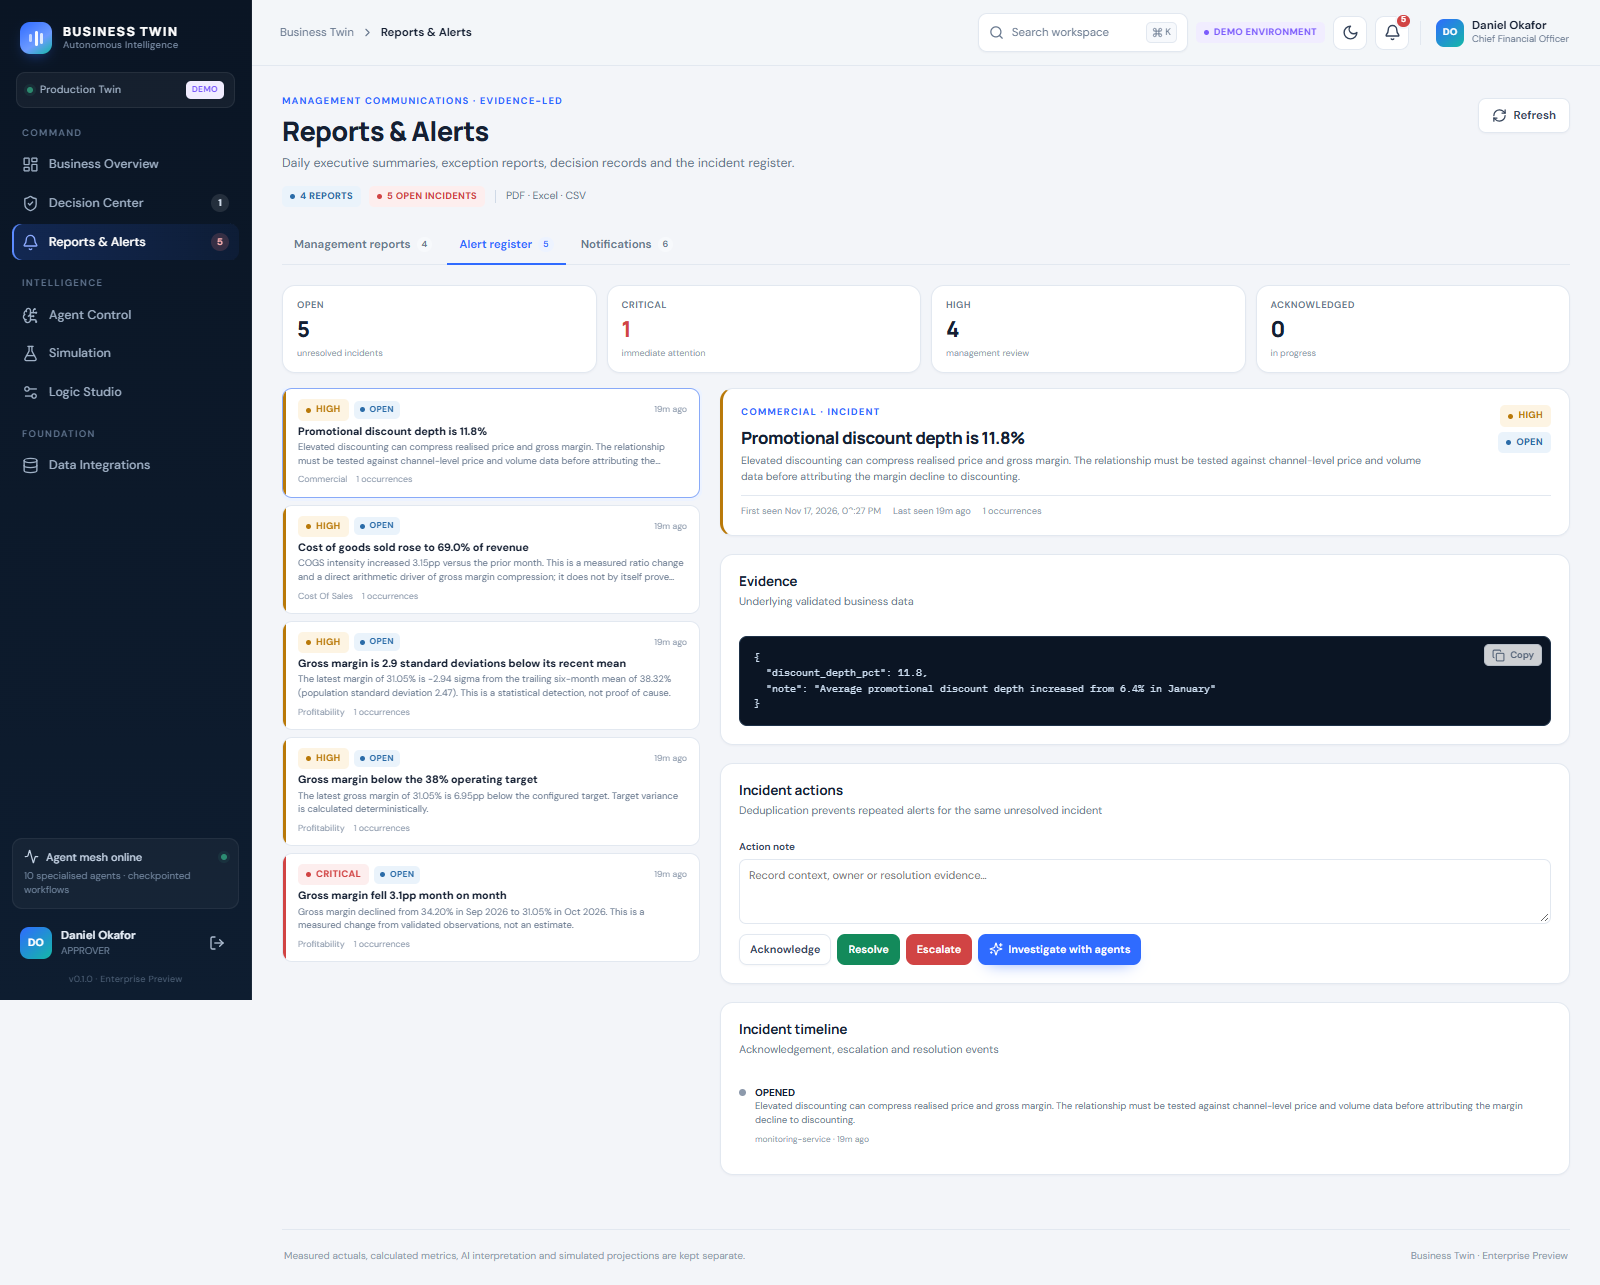 BUSINESS TWIN
Autonomous Intelligence
Production Twin
DEMO
COMMAND
Business Overview
Decision Center
1
Reports & Alerts
5
INTELLIGENCE
Agent Control
Simulation
Logic Studio
FOUNDATION
Data Integrations
Agent mesh online
10 specialised agents · checkpointed
workflows
DO
Daniel Okafor
APPROVER
v0.1.0 · Enterprise Preview
Business Twin > Reports & Alerts
Search workspace
⌘ K
DEMO ENVIRONMENT
5
DO
Daniel Okafor
Chief Financial Officer
MANAGEMENT COMMUNICATIONS · EVIDENCE-LED
Reports & Alerts
Daily executive summaries, exception reports, decision records and the incident register.
Refresh
4 REPORTS
5 OPEN INCIDENTS
PDF · Excel · CSV
Management reports 4
Alert register 5
Notifications 6
OPEN
5
unresolved incidents
CRITICAL
1
immediate attention
HIGH
4
management review
ACKNOWLEDGED
0
in progress
HIGH
OPEN
19m ago
Promotional discount depth is 11.8%
Elevated discounting can compress realised price and gross margin. The relationship
must be tested against channel-level price and volume data before attributing the...
Commercial 1 occurrences
HIGH
OPEN
19m ago
Cost of goods sold rose to 69.0% of revenue
COGS intensity increased 3.15pp versus the prior month. This is a measured ratio change
and a direct arithmetic driver of gross margin compression; it does not by itself prove...
Cost Of Sales 1 occurrences
HIGH
OPEN
19m ago
Gross margin is 2.9 standard deviations below its recent mean
The latest margin of 31.05% is -2.94 sigma from the trailing six-month mean of 38.32%
(population standard deviation 2.47). This is a statistical detection, not proof of cause.
Profitability 1 occurrences
HIGH
OPEN
19m ago
Gross margin below the 38% operating target
The latest gross margin of 31.05% is 6.95pp below the configured target. Target variance
is calculated deterministically.
Profitability 1 occurrences
CRITICAL
OPEN
19m ago
Gross margin fell 3.1pp month on month
Gross margin declined from 34.20% in Sep 2026 to 31.05% in Oct 2026. This is a
measured change from validated observations, not an estimate.
Profitability 1 occurrences
COMMERCIAL · INCIDENT
HIGH
Promotional discount depth is 11.8%
OPEN
Elevated discounting can compress realised price and gross margin. The relationship must be tested against channel-level price and volume
data before attributing the margin decline to discounting.
First seen Nov 17, 2026, PM Last seen 19m ago 1 occurrences
Evidence
Underlying validated business data
Copy
{
"discount_depth_pct": 11.8,
"note": "Average promotional discount depth increased from 6.4% in January"
}
Incident actions
Deduplication prevents repeated alerts for the same unresolved incident
Action note
Record context, owner or resolution evidence...
Acknowledge
Resolve
Escalate
Investigate with agents
Incident timeline
Acknowledgement, escalation and resolution events
OPENED
Elevated discounting can compress realised price and gross margin. The relationship must be tested against channel-level price and volume data before attributing the margin
decline to discounting.
monitoring-service · 19m ago
Measured actuals, calculated metrics, AI interpretation and simulated projections are kept separate.
Business Twin · Enterprise Preview